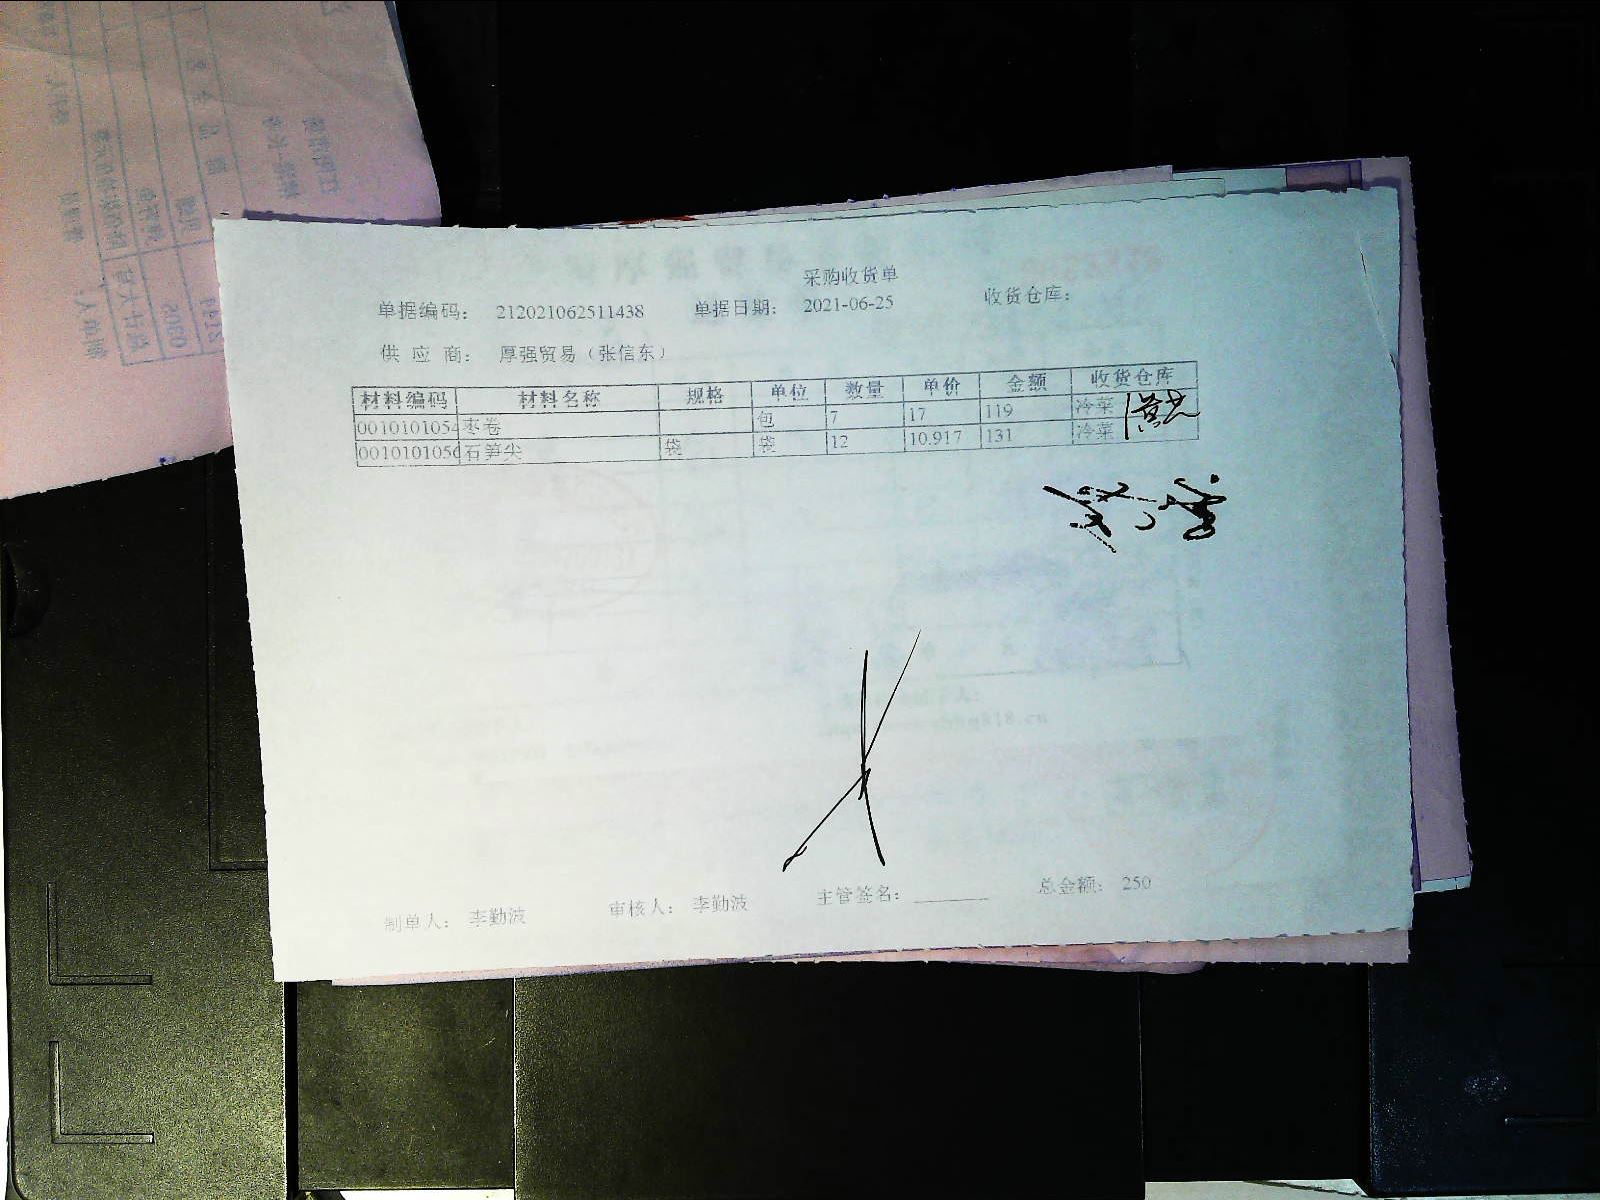 采购收货单
单据编码： 212021062511438 单据日期： 2021-06-25 收货仓库：
供 应 商： 厚强贸易（张信东）
材料编码 材料名称 规格 单位 数量 单价 金额 收货仓库
0010101054 枣卷 包 7 17 119 冷菜
001010105 石笋尖 袋 袋 12 10.917 131 冷菜
制单人： 李勤波 审核人： 李勤波 主管签名： 总金额： 250